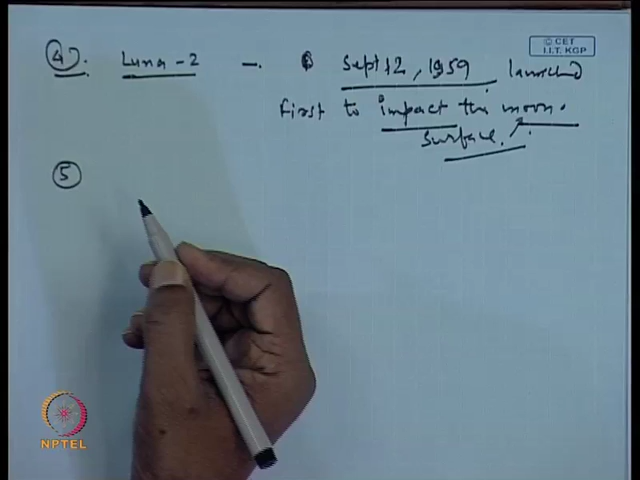 © CET
I.I.T. KGP
4). Luna-2 - Sept 12, 1959 launched
First to impact the moon.
surface.
5
NPTEL